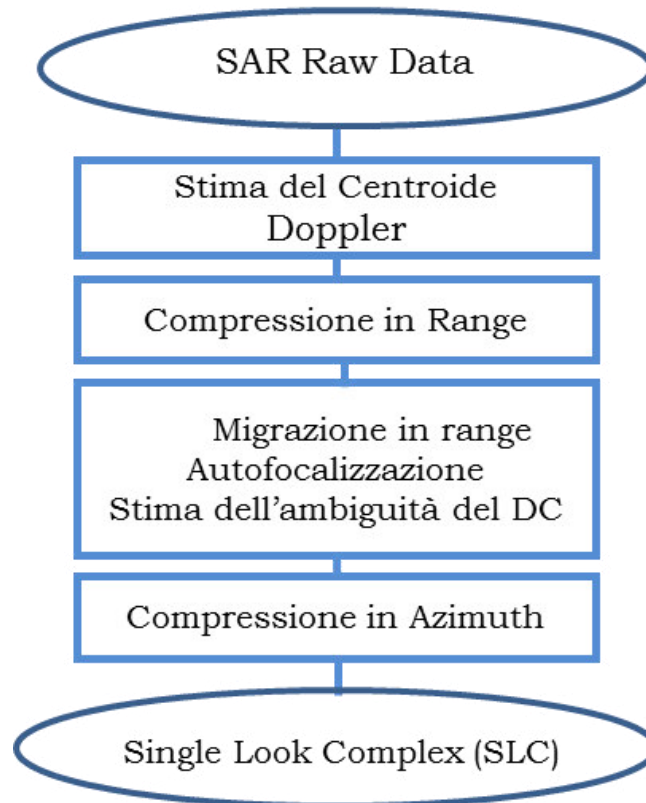 SAR Raw Data
Stima del Centroide
Doppler
Compressione in Range
Migrazione in range
Autofocalizzazione
Stima dell'ambiguità del DC
Compressione in Azimuth
Single Look Complex (SLC)